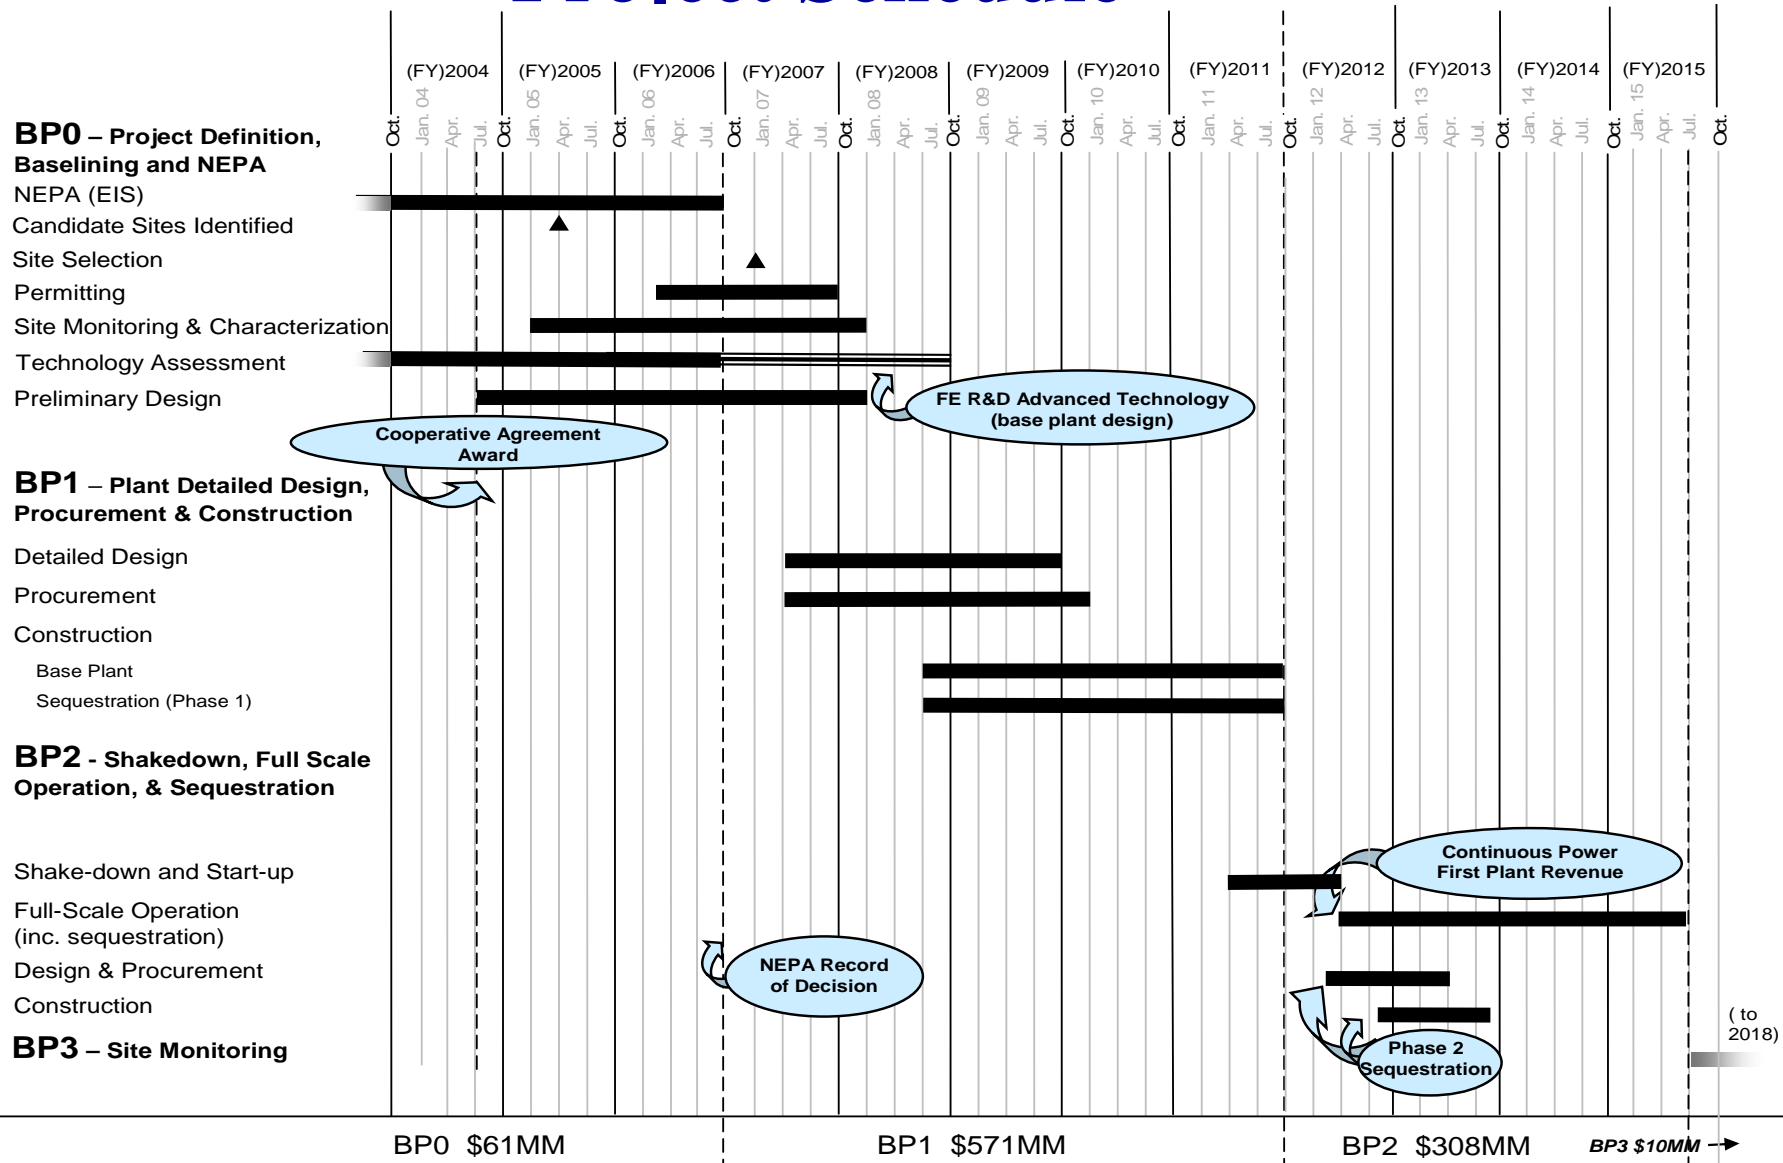 Project Schedule
(FY)2004 (FY)2005 (FY)2006 (FY)2007 (FY)2008 (FY)2009 (FY)2010 (FY)2011 (FY)2012 (FY)2013 (FY)2014 (FY)2015
Oct. Jan. 04 Apr. Jul. Oct. Jan. 05 Apr. Jul. Oct. Jan. 06 Apr. Jul. Oct. Jan. 07 Apr. Jul. Oct. Jan. 08 Apr. Jul. Oct. Jan. 09 Apr. Jul. Oct. Jan. 10 Apr. Jul. Oct. Jan. 11 Apr. Jul. Oct. Jan. 12 Apr. Jul. Oct. Jan. 13 Apr. Jul. Oct. Jan. 14 Apr. Jul. Oct. Jan. 15 Apr. Jul. Oct.
BP0 – Project Definition,
Baselining and NEPA
NEPA (EIS)
Candidate Sites Identified
Site Selection
Permitting
Site Monitoring & Characterization
Technology Assessment
Preliminary Design
FE R&D Advanced Technology
(base plant design)
Cooperative Agreement
Award
BP1 – Plant Detailed Design,
Procurement & Construction
Detailed Design
Procurement
Construction
Base Plant
Sequestration (Phase 1)
BP2 - Shakedown, Full Scale
Operation, & Sequestration
Continuous Power
First Plant Revenue
Shake-down and Start-up
Full-Scale Operation
(inc. sequestration)
NEPA Record
of Decision
Design & Procurement
Construction
BP3 – Site Monitoring
Phase 2
Sequestration
( to
2018)
BP0 $61MM BP1 $571MM BP2 $308MM BP3 $10MM